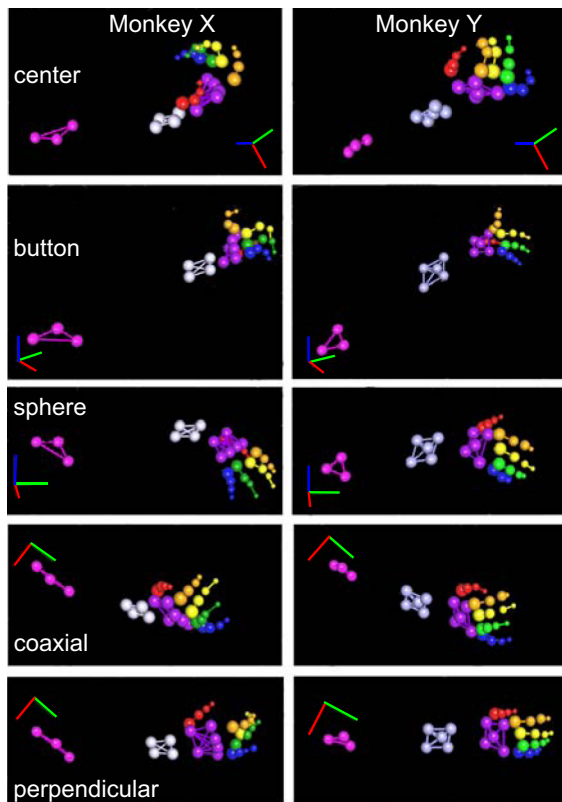 Monkey X
Monkey Y
center
button
sphere
coaxial
perpendicular